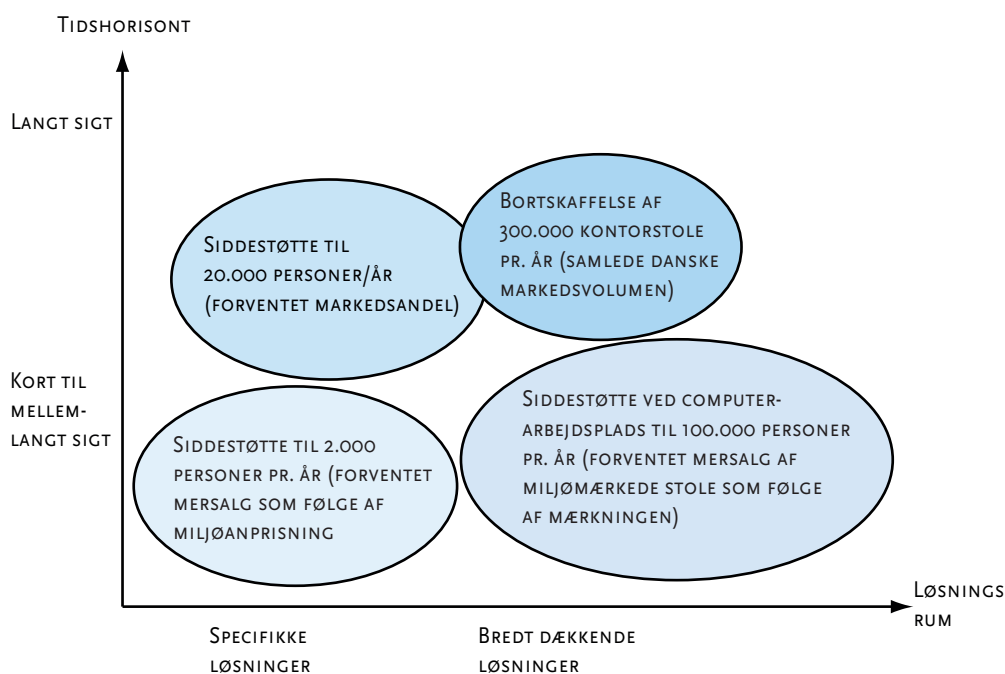 Tidshorisont
Langt sigt
Bortskaffelse af
300.000 kontorstole
pr. år (samlede danske
markedsvolumen)
Siddestøtte til
20.000 personer/år
(forventet markedsandel)
Kort til
mellem-
langt sigt
Siddestøtte ved computer-
arbejdsplads til 100.000 personer
pr. år (forventet mersalg af
miljømærkede stole som følge
af mærkningen)
Siddestøtte til 2.000
personer pr. år (forventet
mersalg som følge af
miljøanprisning
Løsnings
rum
Specifikke
løsninger
Bredt dækkende
løsninger